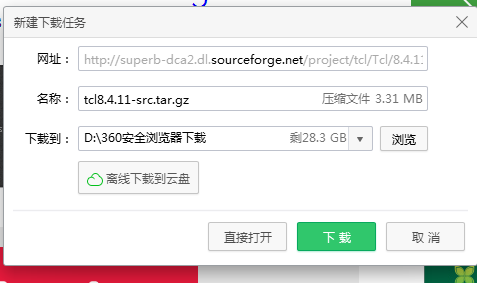 新建下载任务
网址: http://superb-dca2.dl.sourceforge.net/project/tcl/Tcl/8.4.11
名称: tcl8.4.11-src.tar.gz 压缩文件 3.31 MB
下载到: D:\360安全浏览器下载 剩28.3 GB 浏览
离线下载到云盘
直接打开 下载 取消